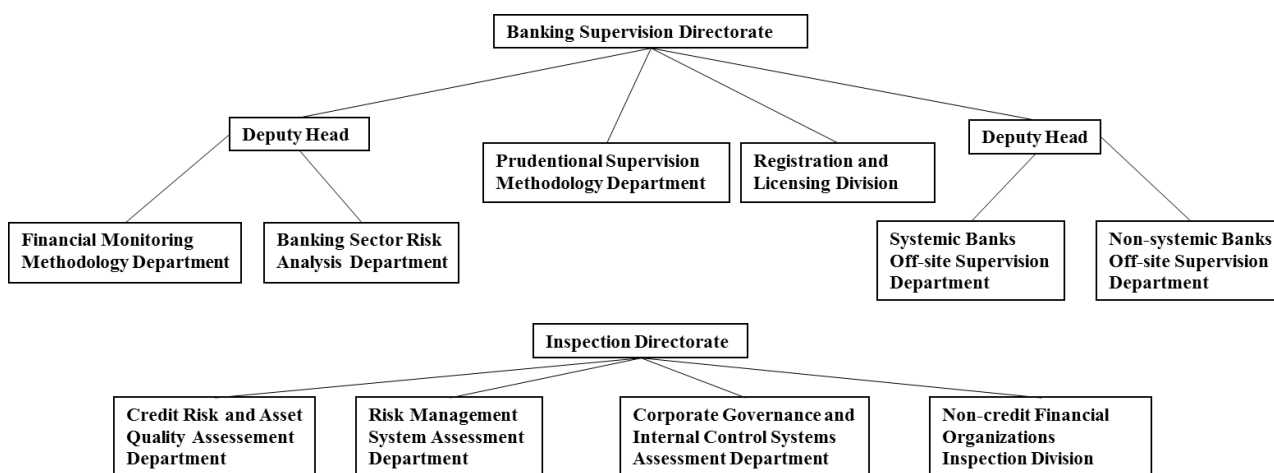 Banking Supervision Directorate
Deputy Head
Deputy Head
Prudentional Supervision
Methodology Department
Registration and
Licensing Division
Financial Monitoring
Methodology Department
Banking Sector Risk
Analysis Department
Systemic Banks
Off-site Supervision
Department
Non-systemic Banks
Off-site Supervision
Department
Inspection Directorate
Credit Risk and Asset
Quality Assessement
Department
Risk Management
System Assessment
Department
Corporate Governance and
Internal Control Systems
Assessment Department
Non-credit Financial
Organizations
Inspection Division